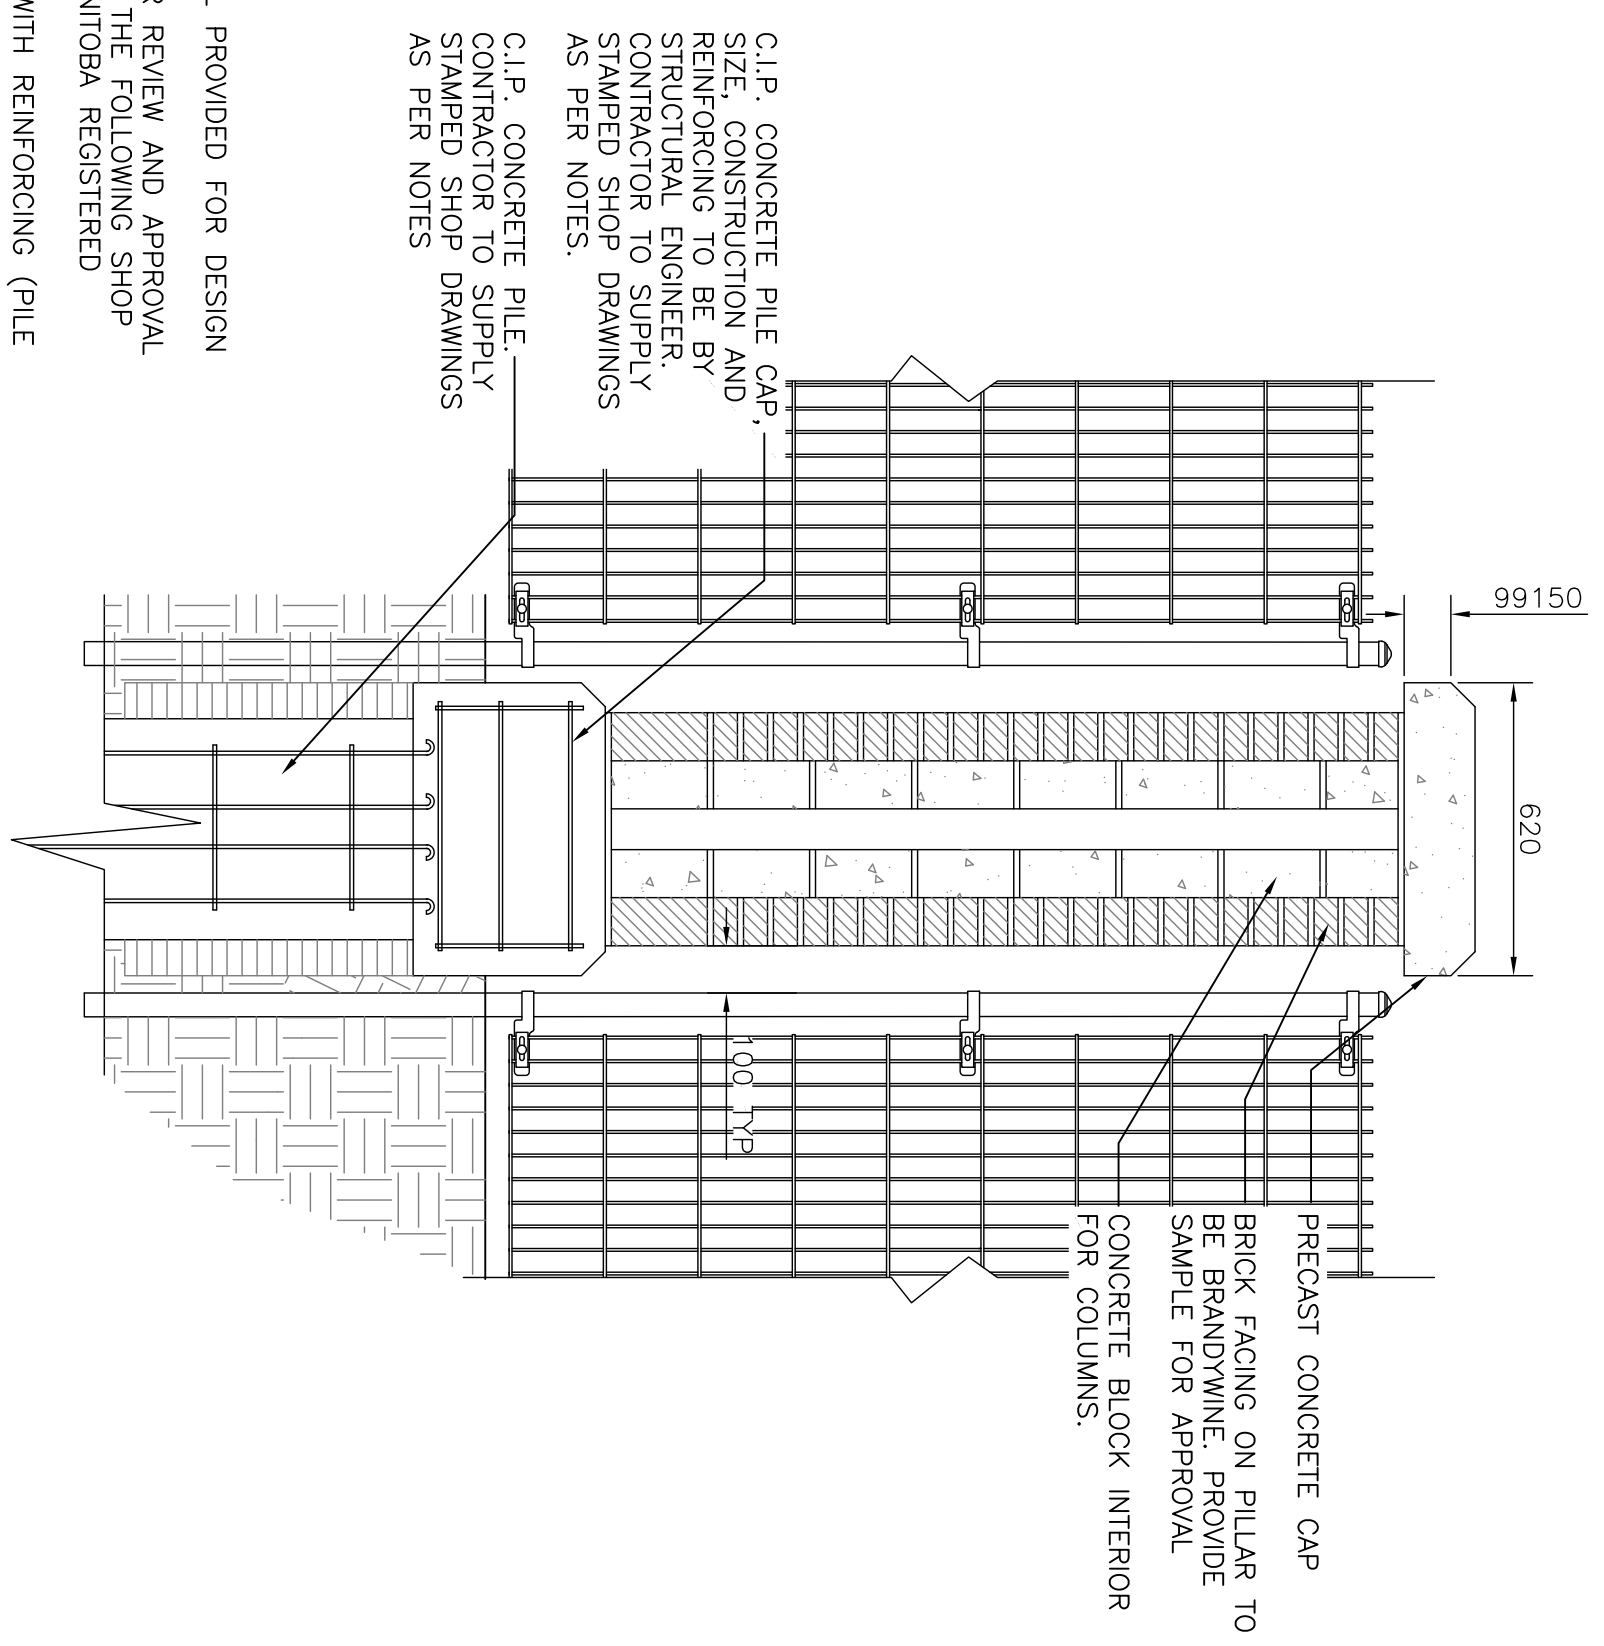 99150
620
PRECAST CONCRETE CAP
BRICK FACING ON PILLAR TO
BE BRANDYWINE. PROVIDE
SAMPLE FOR APPROVAL
CONCRETE BLOCK INTERIOR
FOR COLUMNS.
100 TYP
C.I.P. CONCRETE PILE CAP,
SIZE, CONSTRUCTION AND
REINFORCING TO BE BY
STRUCTURAL ENGINEER.
CONTRACTOR TO SUPPLY
STAMPED SHOP DRAWINGS
AS PER NOTES.
C.I.P. CONCRETE PILE.
CONTRACTOR TO SUPPLY
STAMPED SHOP DRAWINGS
AS PER NOTES
PROVIDED FOR DESIGN
REVIEW AND APPROVAL
THE FOLLOWING SHOP
NITOBA REGISTERED
WITH REINFORCING (PILE